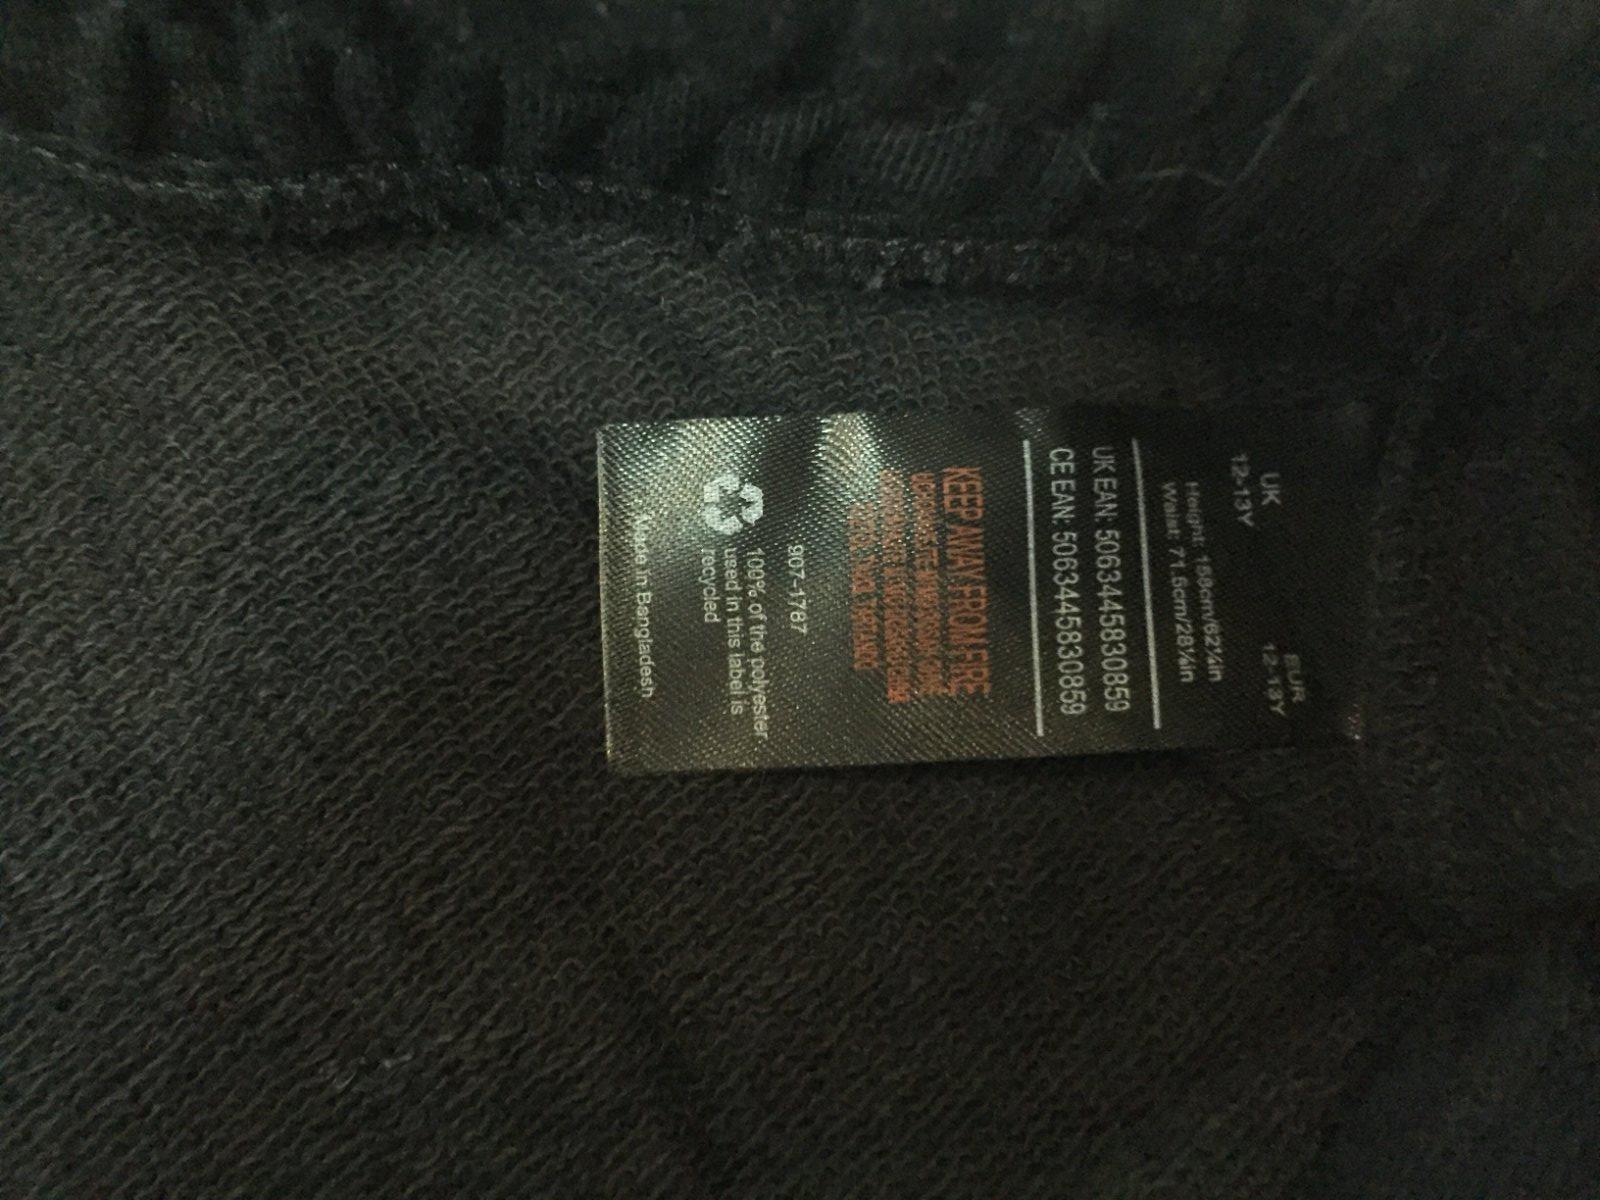 UK
12-13Y
EUR
12-13Y
Height: 158cm/62¼in
Waist: 71.5cm/28¼in
UK EAN: 5063445830859
CE EAN: 5063445830859
KEEP AWAY FROM FIRE
907-1787
100% of the polyester
used in this label is
recycled
Made in Bangladesh